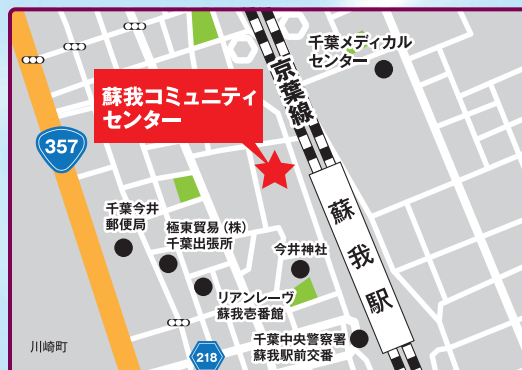 千葉メディカル
センター
京葉線
蘇我コミュニティ
センター
357
千葉今井
郵便局
極東貿易（株）
千葉出張所
今井神社
蘇我駅
リアンレーヴ
蘇我壱番館
千葉中央警察署
蘇我駅前交番
川崎町
218